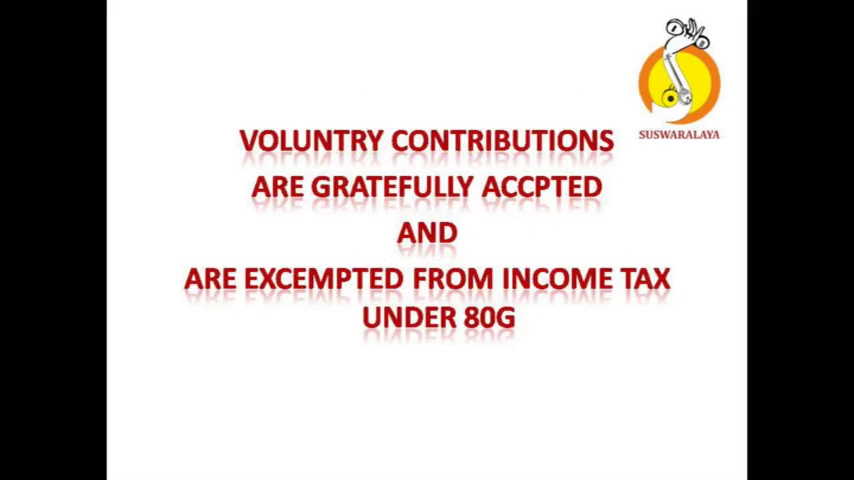 SUSWARALAYA
VOLUNTRY CONTRIBUTIONS
ARE GRATEFULLY ACCPTED
AND
ARE EXCEMPTED FROM INCOME TAX
UNDER 80G